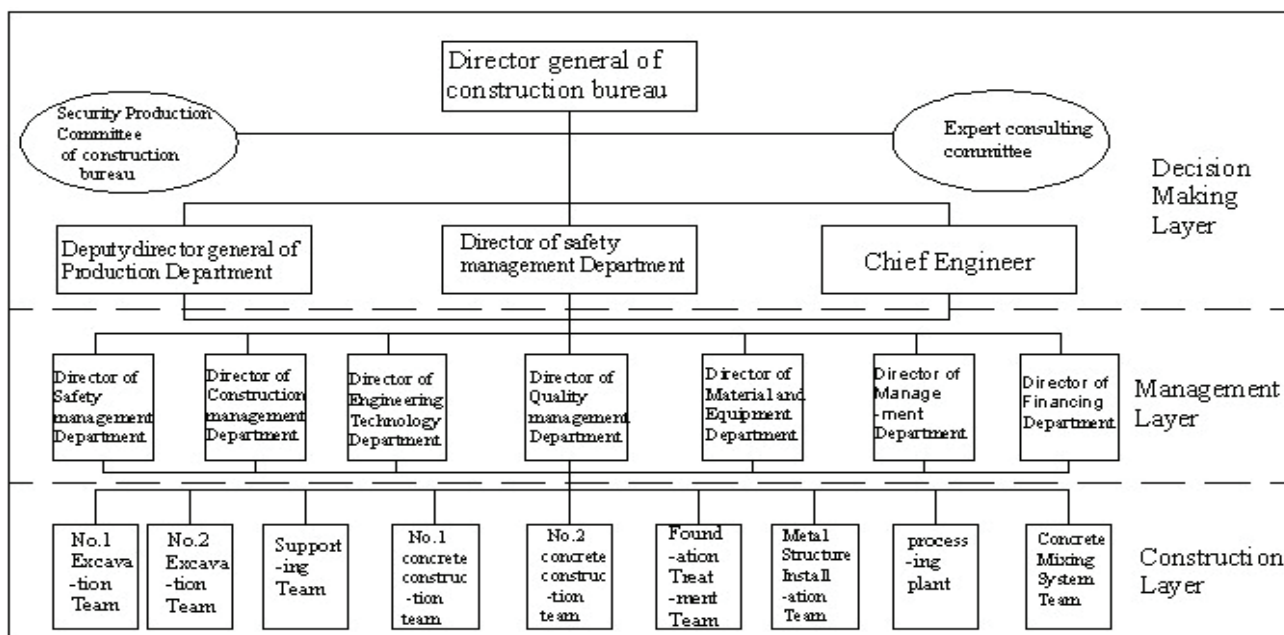 Director general of
construction bureau
Security Production
Committee
of construction
bureau
Expert consulting
committee
Decision
Making
Layer
Deputy director general of
Production Department
Director of safety
management Department
Chief Engineer
Director of
Safety
management
Department
Director of
Construction
management
Department
Director of
Engineering
Technology
Department
Director of
Quality
management
Department
Director of
Material and
Equipment
Department
Director of
Manage
-ment
Department
Director of
Financing
Department
Management
Layer
No.1
Excava
-tion
Team
No.2
Excava
-tion
Team
Support
-ing
Team
No.1
concrete
construc
-tion
team
No.2
concrete
construc
-tion
team
Found
-ation
Treat
-ment
Team
Metal
Structure
Install
-ation
Team
process
-ing
plant
Concrete
Mixing
System
Team
Construction
Layer